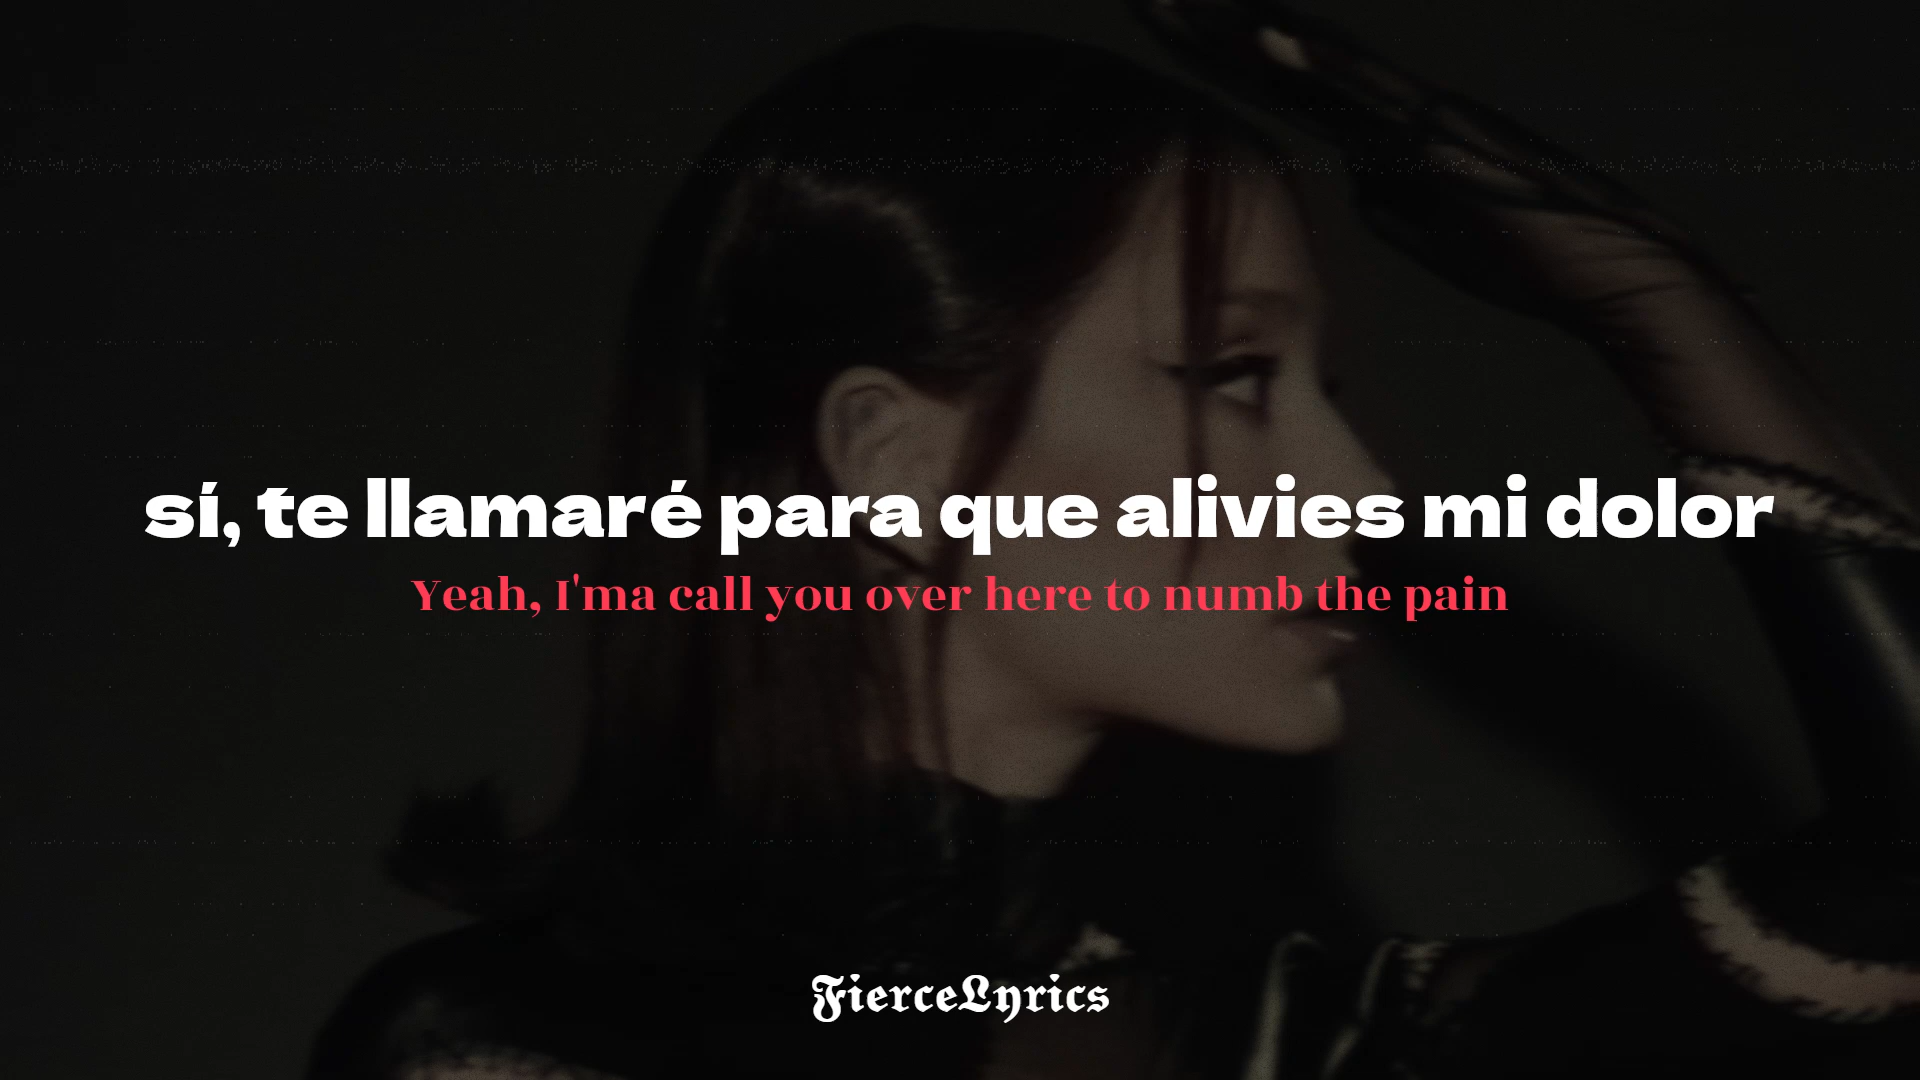 sí, te llamaré para que alivies mi dolor
Yeah, I'ma call you over here to numb the pain
FierceLyrics